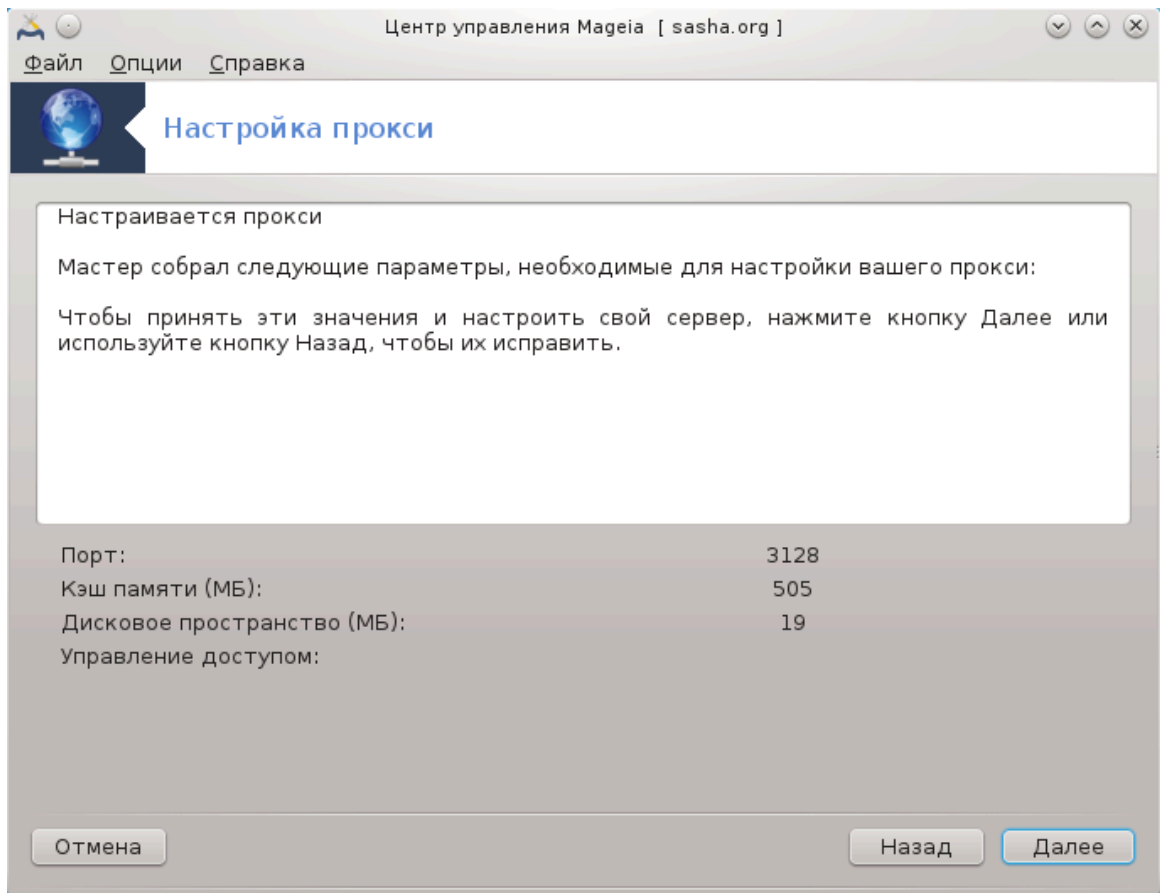 Центр управления Mageia [ sasha.org ]
Файл Опции Справка
Настройка прокси
Настраивается прокси
Мастер собрал следующие параметры, необходимые для настройки вашего прокси:
Чтобы принять эти значения и настроить свой сервер, нажмите кнопку Далее или
используйте кнопку Назад, чтобы их исправить.
Порт: 3128
Кэш памяти (МБ): 505
Дисковое пространство (МБ): 19
Управление доступом:
Отмена Назад Далее